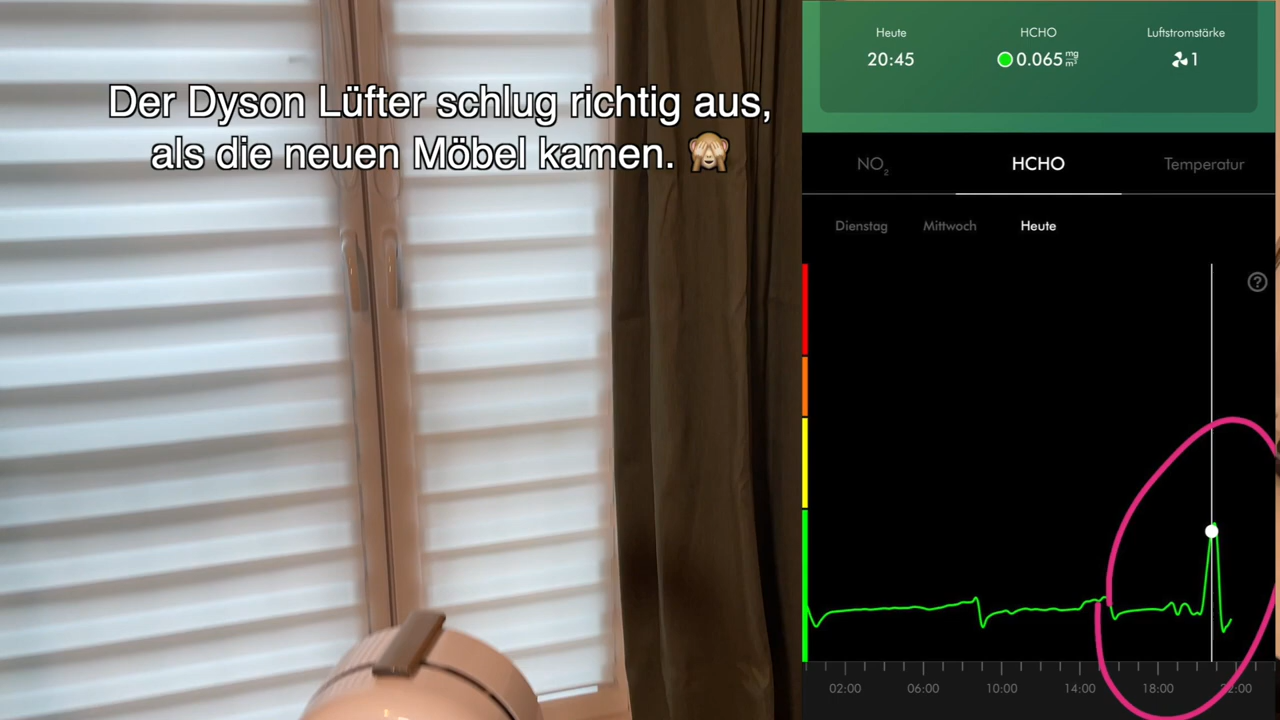 Der Dyson Lüfter schlug richtig aus,
als die neuen Möbel kamen. 🙈
Heute HCHO Luftstromstärke
20:45 0.065 mg/m³ 1
NO₂ HCHO Temperatur
Dienstag Mittwoch Heute
?
02:00 06:00 10:00 14:00 18:00 22:00